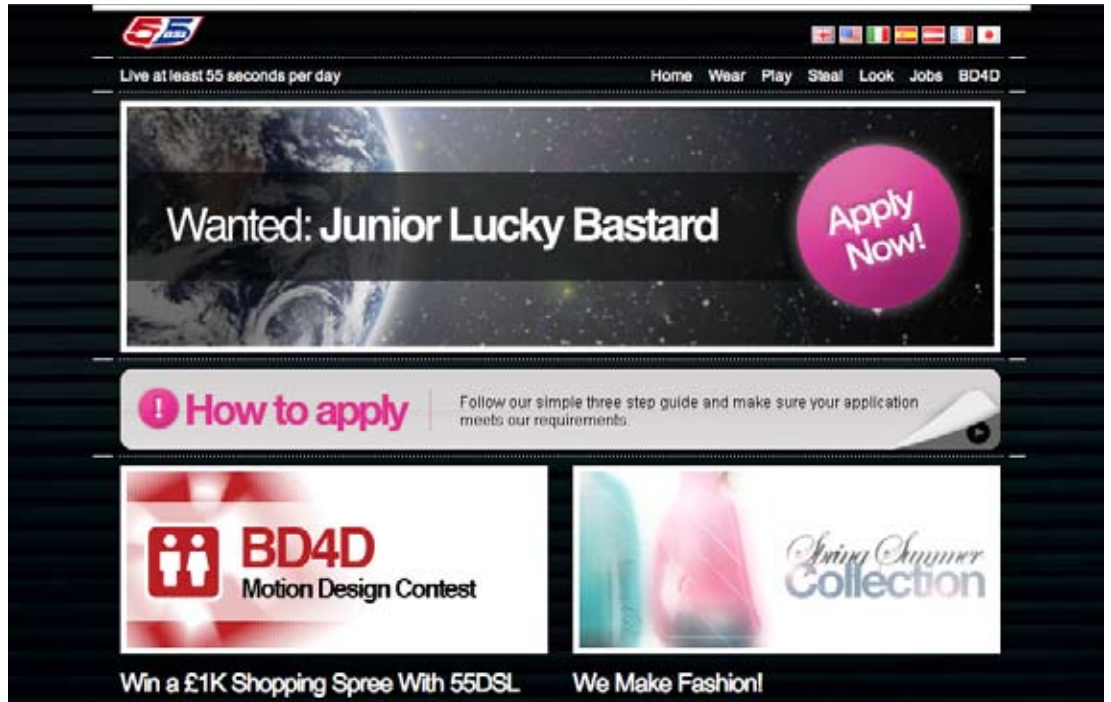 55 DSL
Live at least 55 seconds per day
Home Wear Play Steal Look Jobs BD4D
Wanted: Junior Lucky Bastard
Apply
Now!
! How to apply
Follow our simple three step guide and make sure your application
meets our requirements.
BD4D
Motion Design Contest
Spring Summer
Collection
Win a £1K Shopping Spree With 55DSL
We Make Fashion!